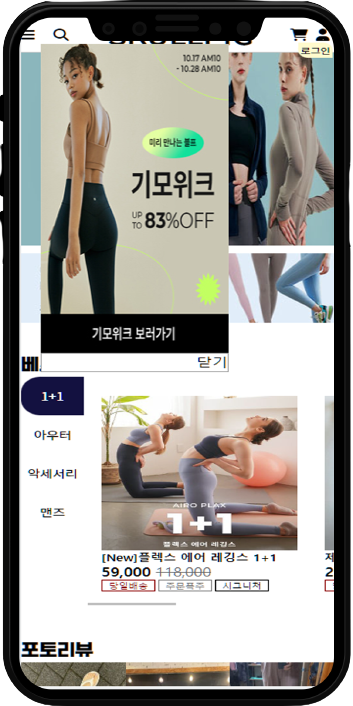 로그인
10.17 AM10
- 10.28 AM10
미리 만나는 블프
기모위크
UP TO 83%OFF
기모위크 보러가기
닫기
1+1
아우터
악세서리
맨즈
AIRO PLAX
1+1
플렉스 에어 레깅스
[New]플렉스 에어 레깅스 1+1
59,000 118,000
당일배송 주문폭주 시그니처
포토리뷰